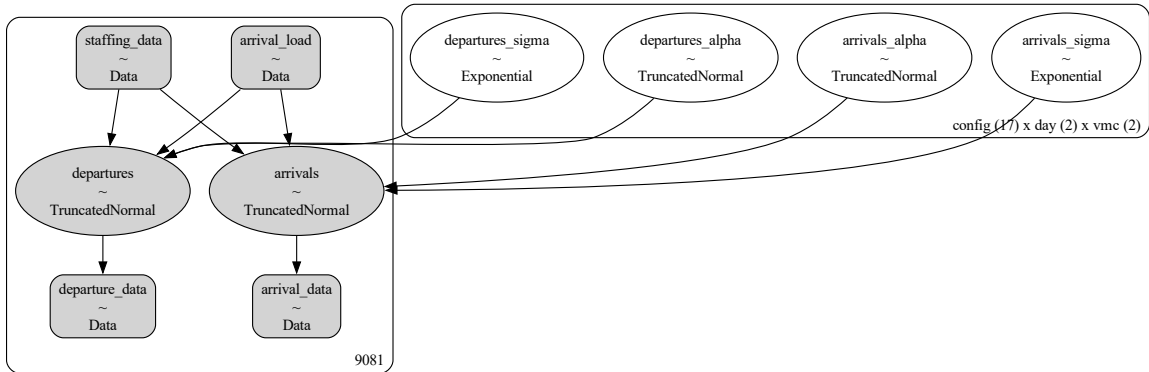 staffing_data
~
Data
arrival_load
~
Data
departures_sigma
~
Exponential
departures_alpha
~
TruncatedNormal
arrivals_alpha
~
TruncatedNormal
arrivals_sigma
~
Exponential
config (17) x day (2) x vmc (2)
departures
~
TruncatedNormal
arrivals
~
TruncatedNormal
departure_data
~
Data
arrival_data
~
Data
9081